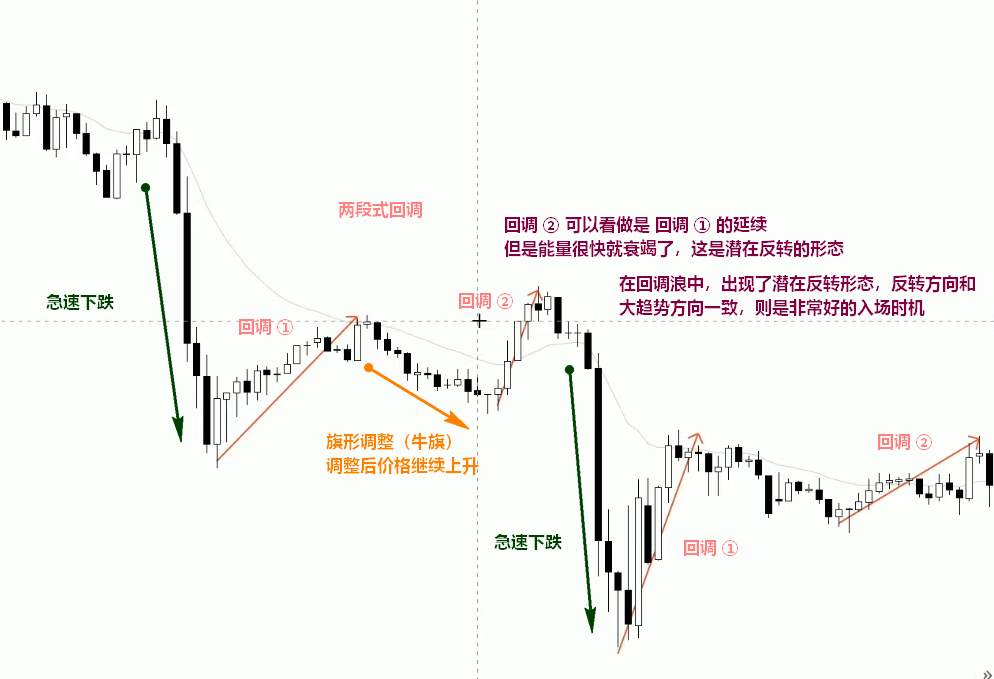 两段式回调
回调 ② 可以看做是 回调 ① 的延续
但是能量很快就衰竭了，这是潜在反转的形态
在回调浪中，出现了潜在反转形态，反转方向和
大趋势方向一致，则是非常好的入场时机
急速下跌
回调 ②
回调 ①
旗形调整（牛旗）
调整后价格继续上升
回调 ②
急速下跌
回调 ①
»